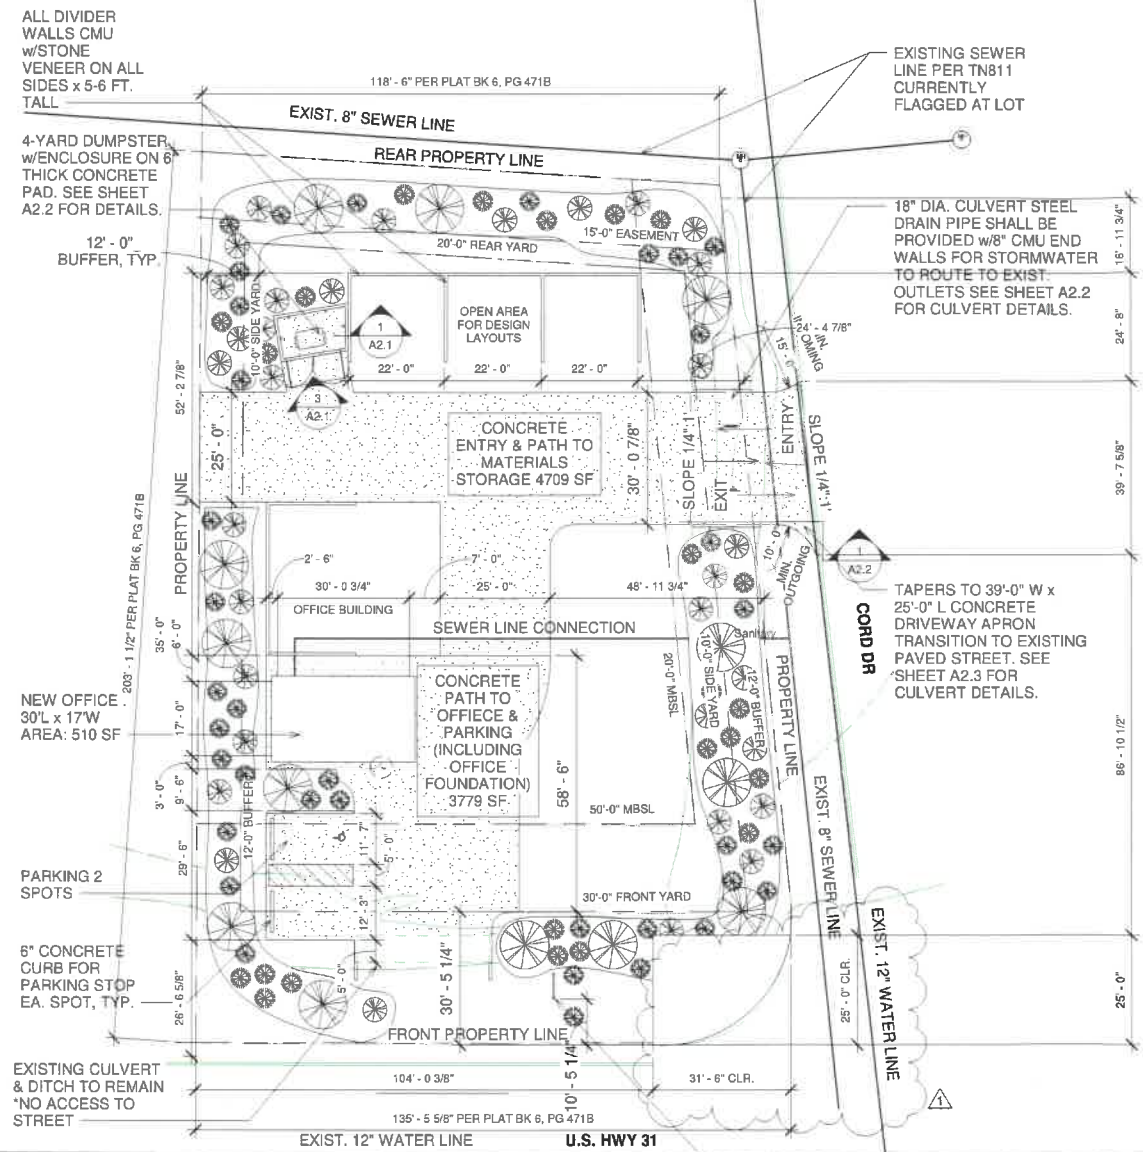 ALL DIVIDER
WALLS CMU
w/STONE
VENEER ON ALL
SIDES x 5-6 FT.
TALL
118' - 6" PER PLAT BK 6, PG 471B
EXIST. 8" SEWER LINE
REAR PROPERTY LINE
EXISTING SEWER
LINE PER TN811
CURRENTLY
FLAGGED AT LOT
4-YARD DUMPSTER
w/ENCLOSURE ON 6"
THICK CONCRETE
PAD. SEE SHEET
A2.2 FOR DETAILS.
12' - 0"
BUFFER, TYP.
15'-0" EASEMENT
20'-0" REAR YARD
18" DIA. CULVERT STEEL
DRAIN PIPE SHALL BE
PROVIDED w/8" CMU END
WALLS FOR STORMWATER
TO ROUTE TO EXIST.
OUTLETS SEE SHEET A2.2
FOR CULVERT DETAILS.
16' - 11 3/4"
24' - 8"
10'-0" SIDE YARD
1
A2.1
OPEN AREA
FOR DESIGN
LAYOUTS
24' - 4 7/8"
15' - 0"
MIN.
INCOMING
22' - 0"
22' - 0"
22' - 0"
3
A2.1
52' 2 7/8"
25' - 0"
CONCRETE
ENTRY & PATH TO
MATERIALS
STORAGE 4709 SF
30' - 0 7/8"
SLOPE 1/4":1'
EXIT
ENTRY
SLOPE 1/4":1'
39' - 7 5/8"
PROPERTY LINE
203' - 1 1/2" PER PLAT BK 6, PG 471B
2' - 6"
7' - 0"
30' - 0 3/4"
25' - 0"
48' - 11 3/4"
OFFICE BUILDING
SEWER LINE CONNECTION
Sanitary
10' - 0"
MIN.
OUTGOING
1
A2.2
TAPERS TO 39'-0" W x
25'-0" L CONCRETE
DRIVEWAY APRON
TRANSITION TO EXISTING
PAVED STREET. SEE
SHEET A2.3 FOR
CULVERT DETAILS.
CORD DR
35' - 0"
6' - 0"
NEW OFFICE
30'L x 17'W
AREA: 510 SF
17' - 0"
CONCRETE
PATH TO
OFFIECE &
PARKING
(INCLUDING
OFFICE
FOUNDATION)
3779 SF
58' - 6"
20'-0" MBSL
10'-0" SIDE YARD
12'-0" BUFFER
PROPERTY LINE
86' - 10 1/2"
3' - 0"
9' - 6"
50'-0" MBSL
12'-0" BUFFER
29' - 6"
11' - 7"
5' - 0"
12' - 3"
PARKING 2
SPOTS
30'-0" FRONT YARD
EXIST. 8" SEWER LINE
EXIST. 12" WATER LINE
6" CONCRETE
CURB FOR
PARKING STOP
EA. SPOT, TYP.
26' - 6 5/8"
5' - 0"
30' - 5 1/4"
FRONT PROPERTY LINE
25' - 0" CLR.
25' - 0"
EXISTING CULVERT
& DITCH TO REMAIN
*NO ACCESS TO
STREET
104' - 0 3/8"
10' - 5 1/4"
31' - 6" CLR.
1
135' - 5 5/8" PER PLAT BK 6, PG 471B
EXIST. 12" WATER LINE
U.S. HWY 31